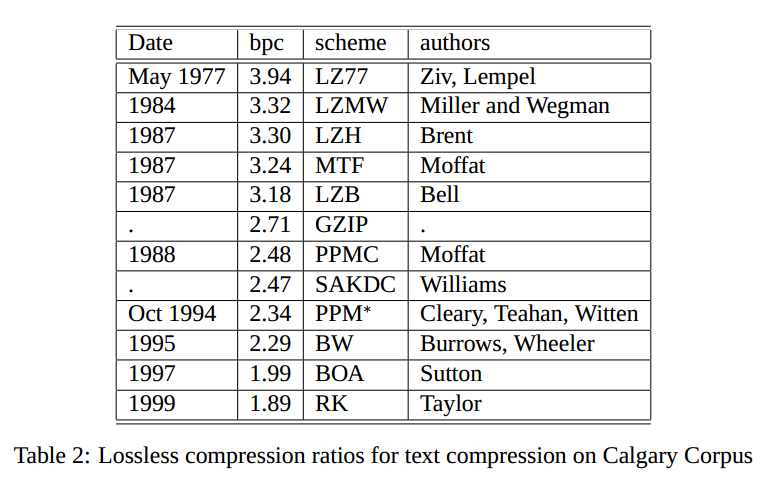 Date bpc scheme authors
May 1977 3.94 LZ77 Ziv, Lempel
1984 3.32 LZMW Miller and Wegman
1987 3.30 LZH Brent
1987 3.24 MTF Moffat
1987 3.18 LZB Bell
. 2.71 GZIP .
1988 2.48 PPMC Moffat
. 2.47 SAKDC Williams
Oct 1994 2.34 PPM* Cleary, Teahan, Witten
1995 2.29 BW Burrows, Wheeler
1997 1.99 BOA Sutton
1999 1.89 RK Taylor
Table 2: Lossless compression ratios for text compression on Calgary Corpus